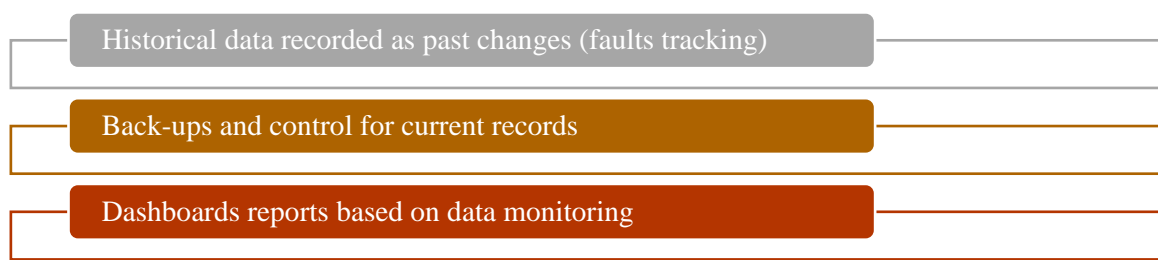 Historical data recorded as past changes (faults tracking)
Back-ups and control for current records
Dashboards reports based on data monitoring